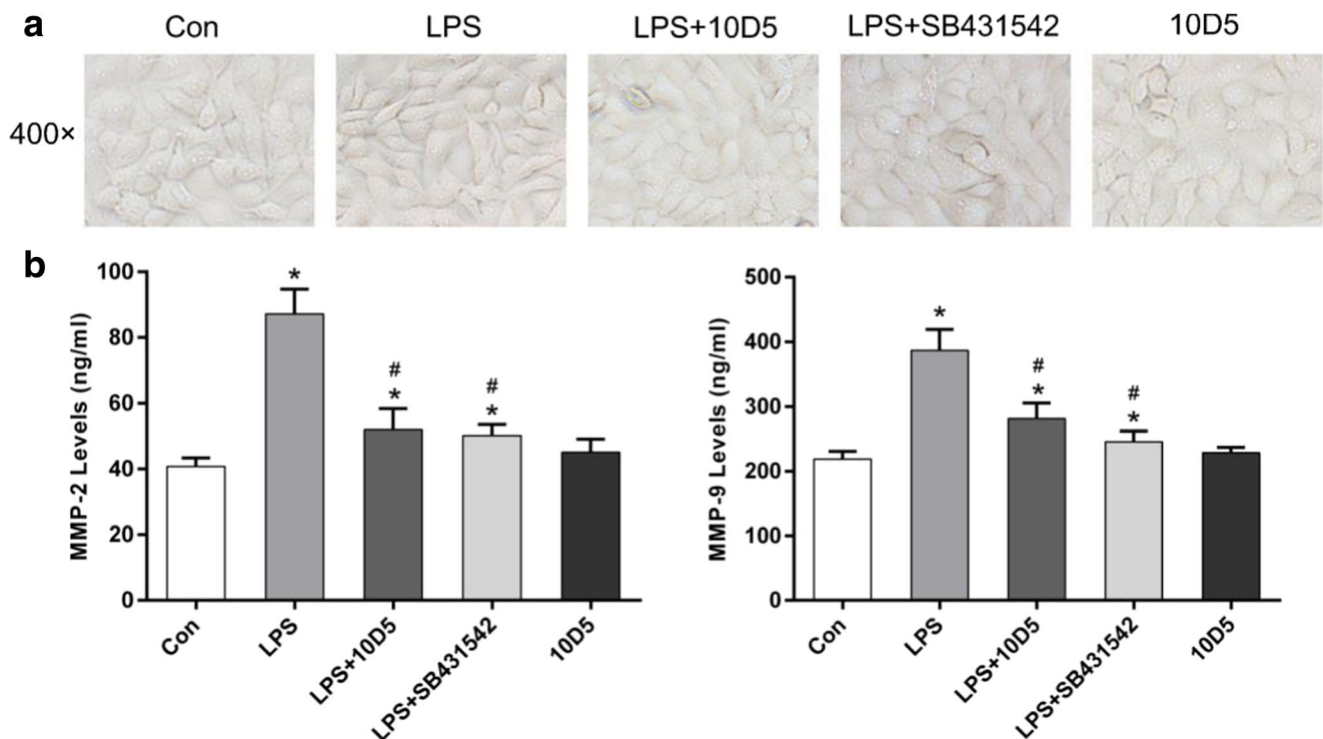 a
Con
LPS
LPS+10D5
LPS+SB431542
10D5
400×
b
MMP-2 Levels (ng/ml)
100
80
60
40
20
0
*
#
*
#
*
Con
LPS
LPS+10D5
LPS+SB431542
10D5
MMP-9 Levels (ng/ml)
500
400
300
200
100
0
*
#
*
#
*
Con
LPS
LPS+10D5
LPS+SB431542
10D5